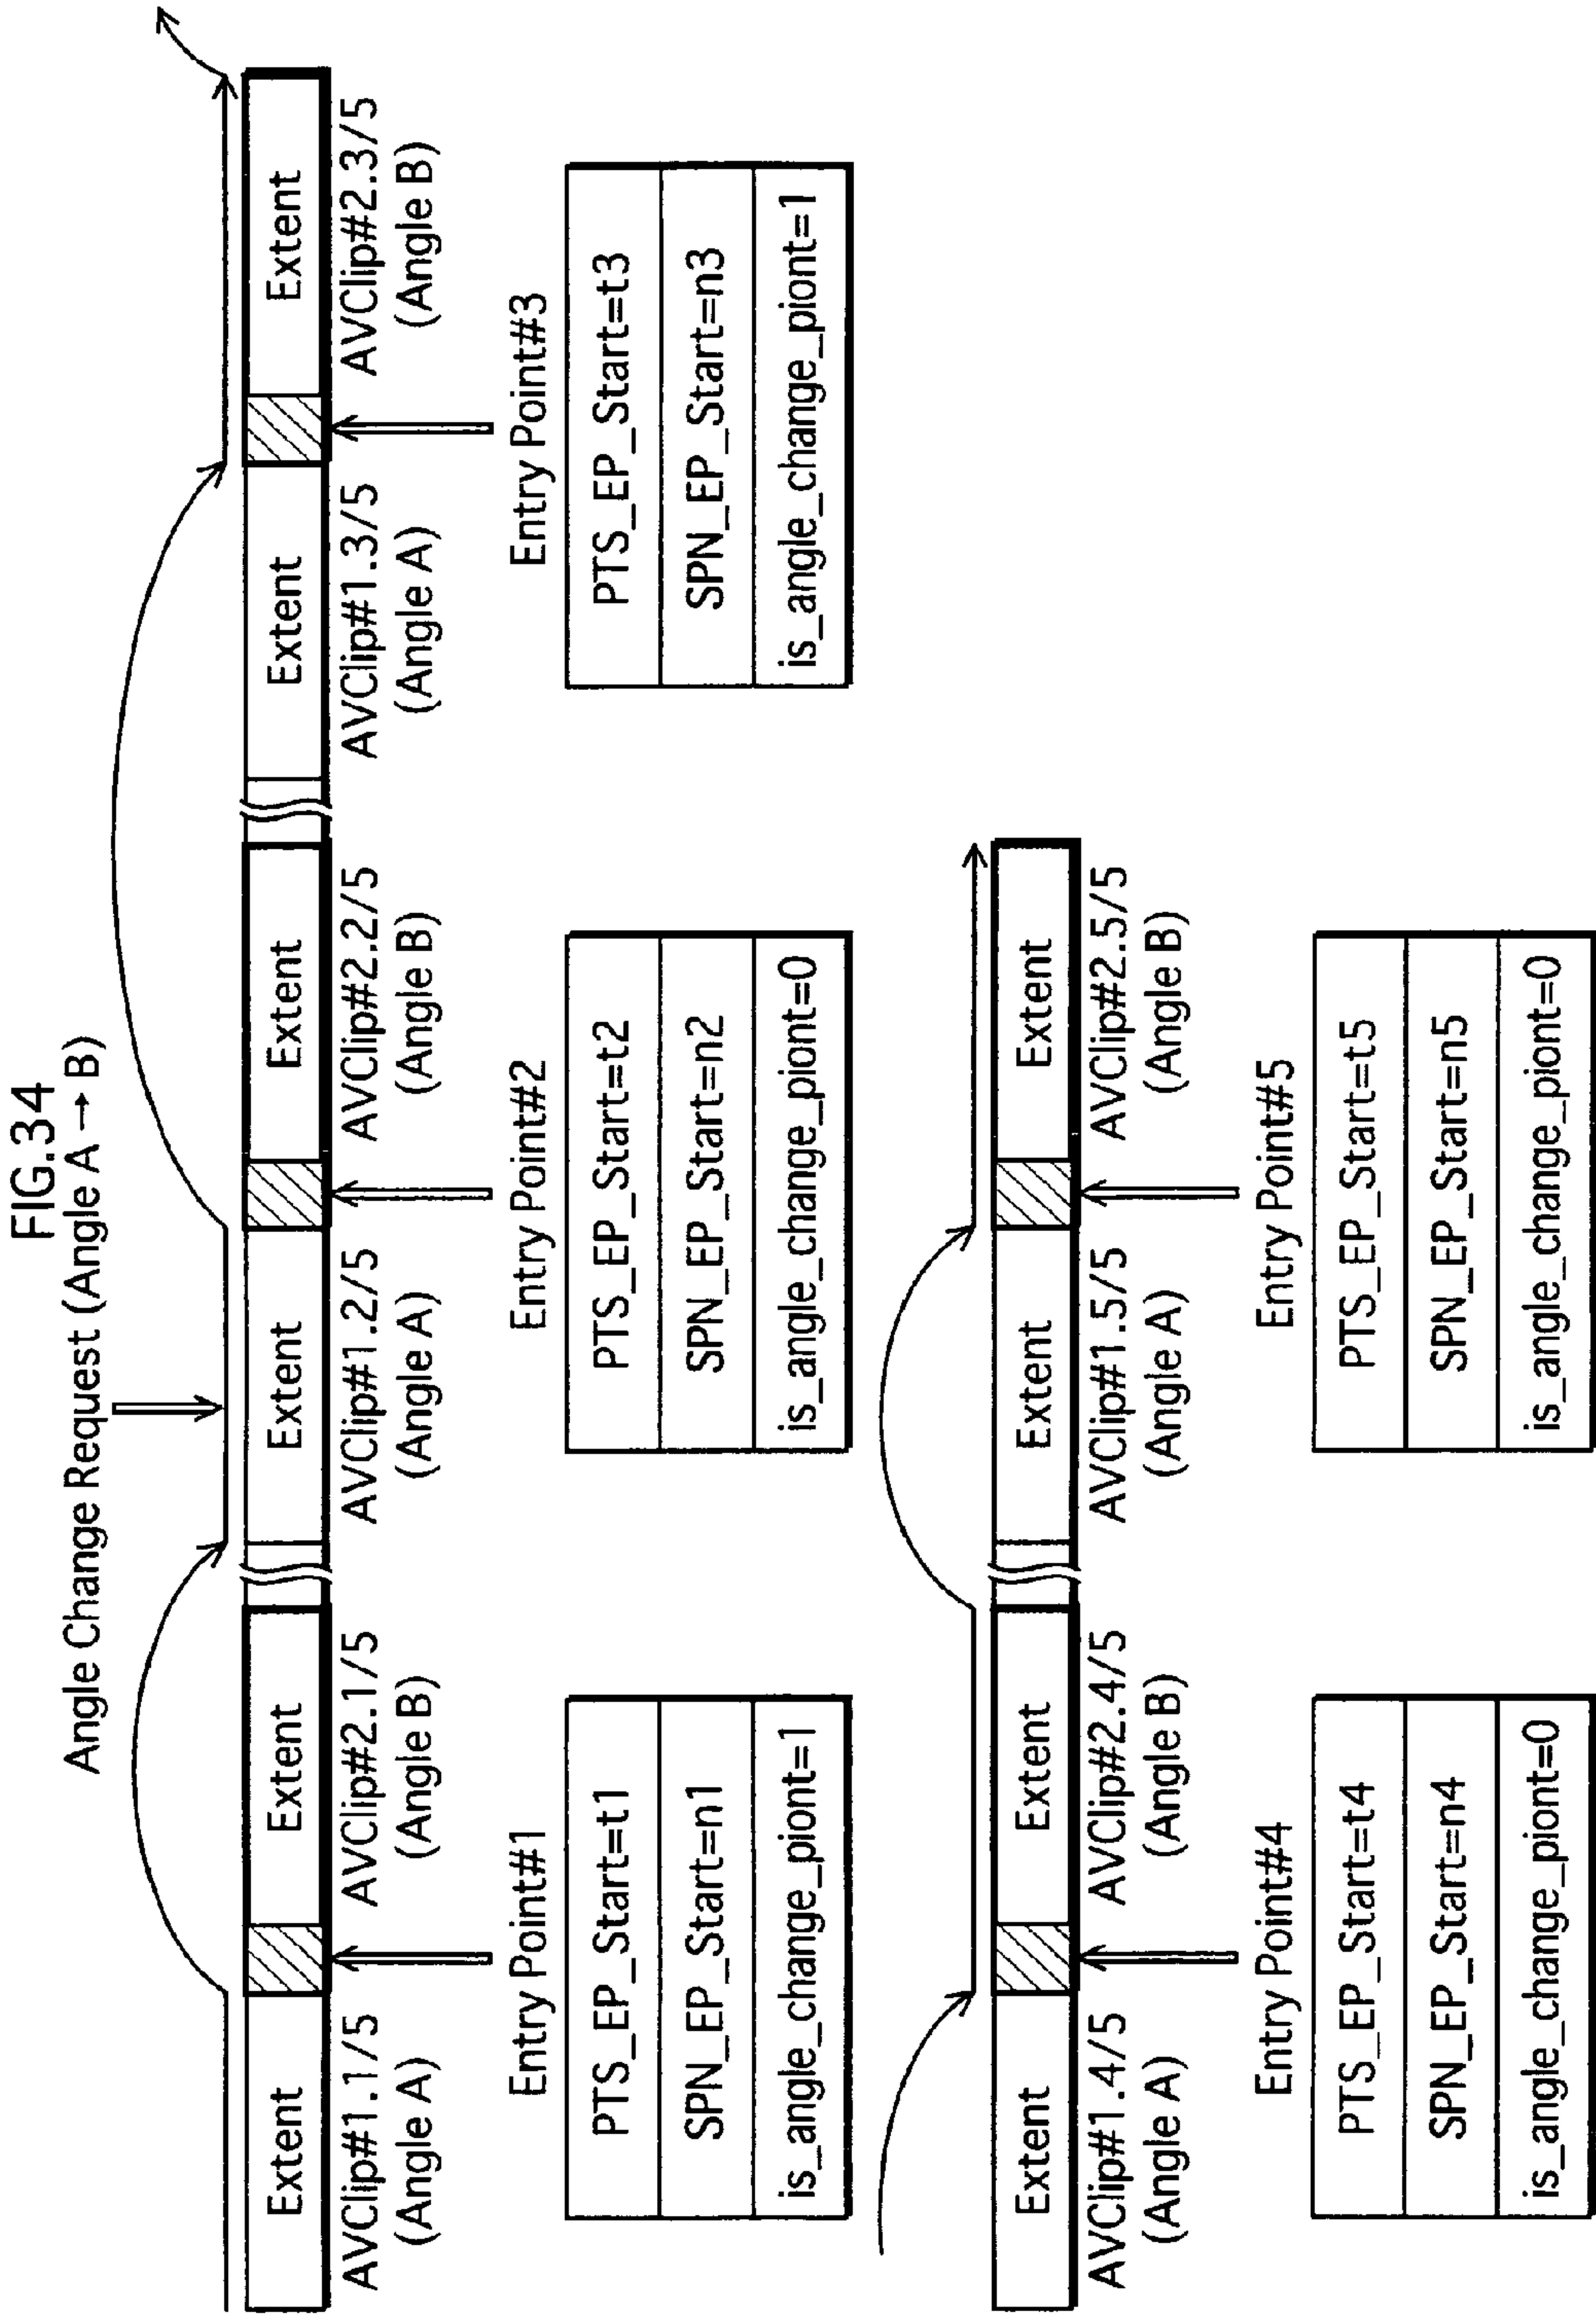 FIG.34
Angle Change Request (Angle A → B)
Extent
Extent
Extent
Extent
Extent
Extent
AVClip#1.1/5
(Angle A)
AVClip#2.1/5
(Angle B)
AVClip#1.2/5
(Angle A)
AVClip#2.2/5
(Angle B)
AVClip#1.3/5
(Angle A)
AVClip#2.3/5
(Angle B)
Entry Point#1
PTS_EP_Start=t1
SPN_EP_Start=n1
is_angle_change_piont=1
Entry Point#2
PTS_EP_Start=t2
SPN_EP_Start=n2
is_angle_change_piont=0
Entry Point#3
PTS_EP_Start=t3
SPN_EP_Start=n3
is_angle_change_piont=1
Extent
Extent
Extent
Extent
AVClip#1.4/5
(Angle A)
AVClip#2.4/5
(Angle B)
AVClip#1.5/5
(Angle A)
AVClip#2.5/5
(Angle B)
Entry Point#4
PTS_EP_Start=t4
SPN_EP_Start=n4
is_angle_change_piont=0
Entry Point#5
PTS_EP_Start=t5
SPN_EP_Start=n5
is_angle_change_piont=0